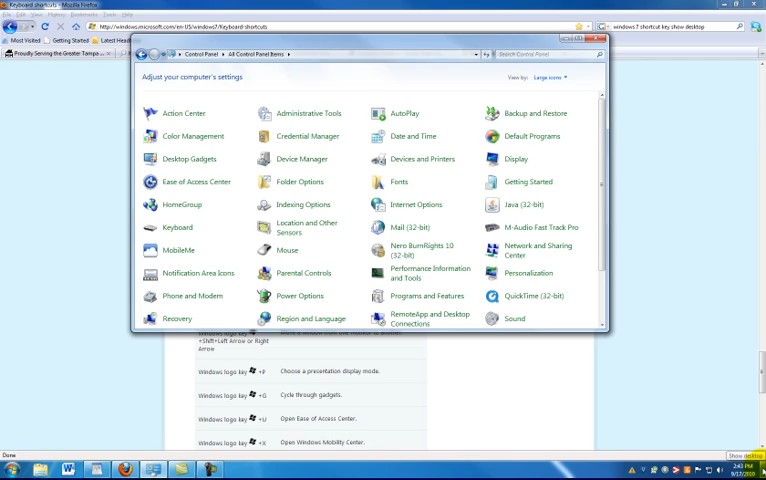 Keyboard shortcuts - Mozilla Firefox
File Edit View History Bookmarks Tools Help
http://windows.microsoft.com/en-US/windows7/Keyboard-shortcuts
windows 7 shortcut key show desktop
Most Visited Getting Started Latest Headlines
Proudly Serving the Greater Tampa ...
Control Panel All Control Panel Items
Search Control Panel
Adjust your computer's settings
View by: Large icons
Action Center Administrative Tools AutoPlay Backup and Restore
Color Management Credential Manager Date and Time Default Programs
Desktop Gadgets Device Manager Devices and Printers Display
Ease of Access Center Folder Options Fonts Getting Started
HomeGroup Indexing Options Internet Options Java (32-bit)
Keyboard Location and Other Sensors Mail (32-bit) M-Audio Fast Track Pro
MobileMe Mouse Nero BurnRights 10 (32-bit) Network and Sharing Center
Notification Area Icons Parental Controls Performance Information and Tools Personalization
Phone and Modem Power Options Programs and Features QuickTime (32-bit)
Recovery Region and Language RemoteApp and Desktop Connections Sound
Windows logo key
+Shift+Left Arrow or Right
Arrow
Windows logo key +P Choose a presentation display mode.
Windows logo key +G Cycle through gadgets.
Windows logo key +U Open Ease of Access Center.
Windows logo key +X Open Windows Mobility Center.
Done
Show desktop
2:43 PM
9/17/2010